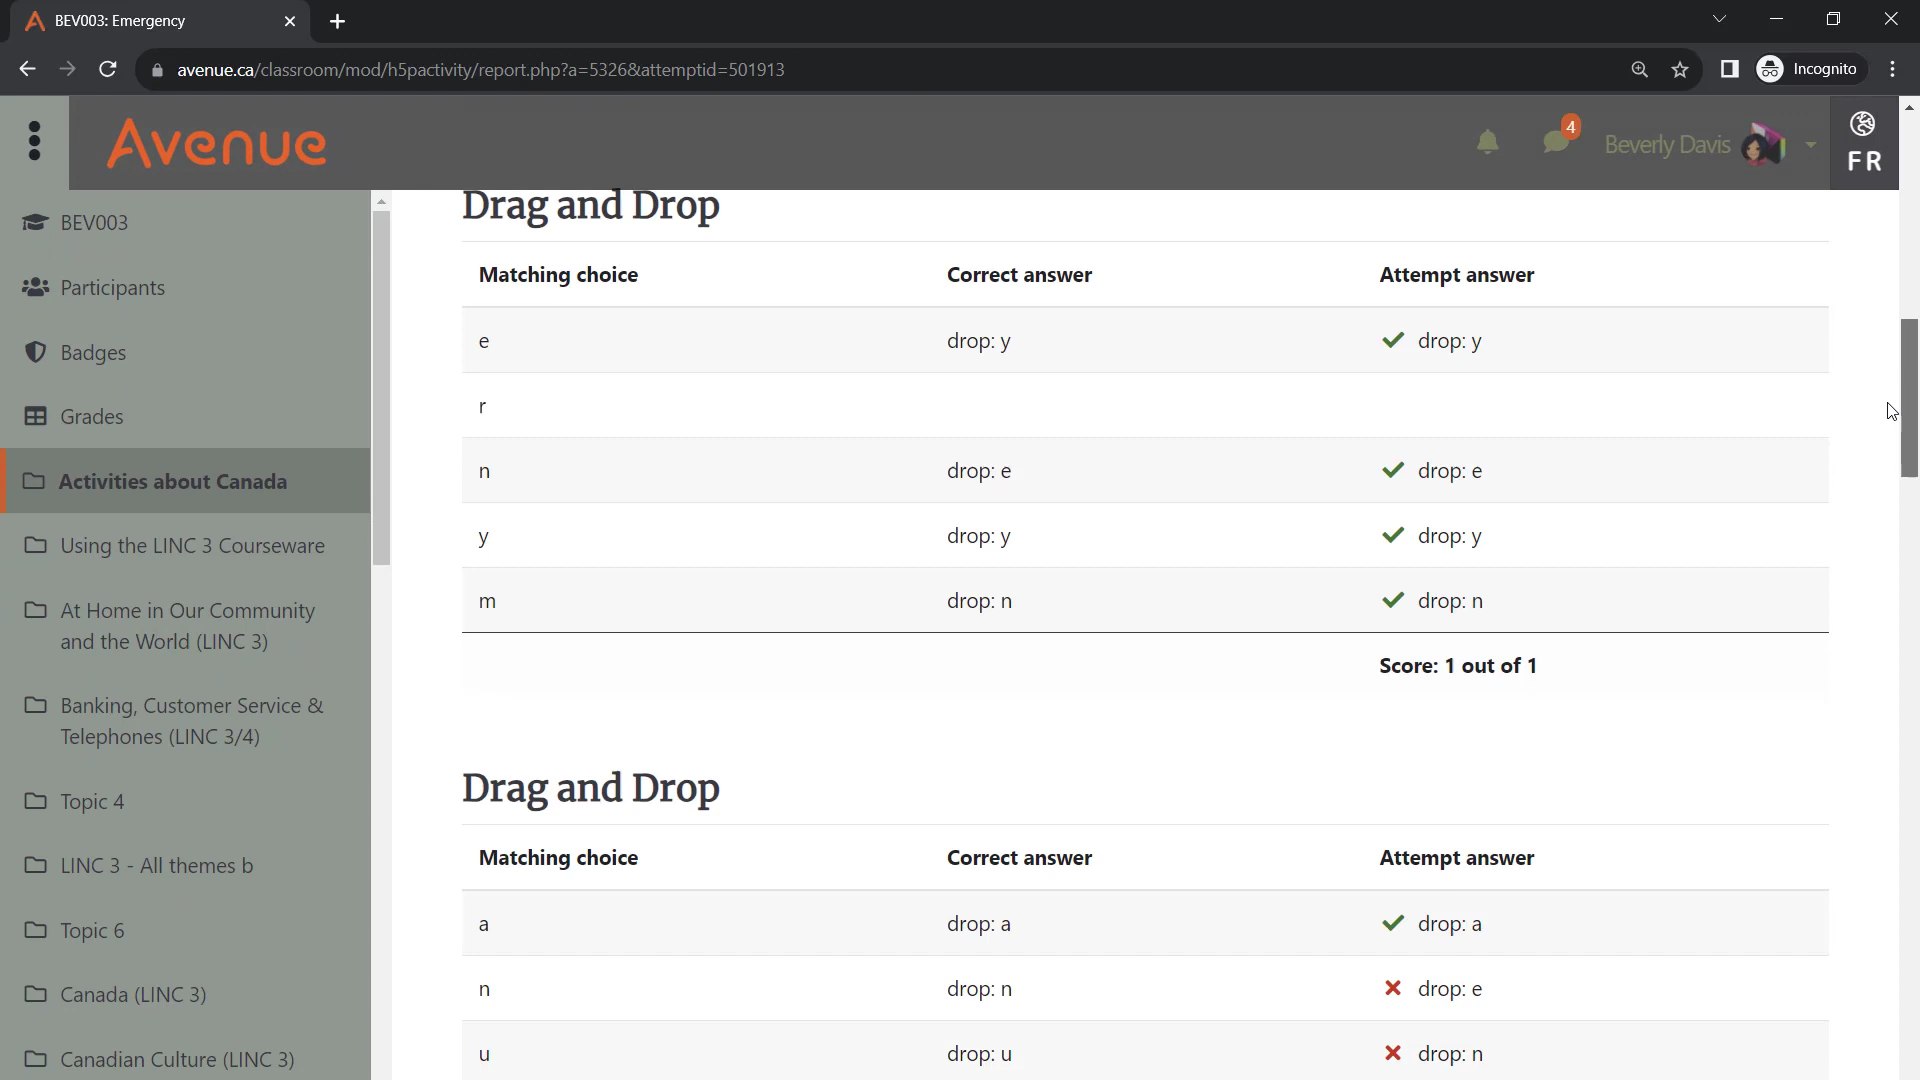 BEV003: Emergency
avenue.ca/classroom/mod/h5pactivity/report.php?a=5326&attemptid=501913
Incognito
Avenue
4
Beverly Davis
FR
BEV003
Participants
Badges
Grades
Activities about Canada
Using the LINC 3 Courseware
At Home in Our Community
and the World (LINC 3)
Banking, Customer Service &
Telephones (LINC 3/4)
Topic 4
LINC 3 - All themes b
Topic 6
Canada (LINC 3)
Canadian Culture (LINC 3)
Drag and Drop
Matching choice Correct answer Attempt answer
e drop: y drop: y
r
n drop: e drop: e
y drop: y drop: y
m drop: n drop: n
Score: 1 out of 1
Drag and Drop
Matching choice Correct answer Attempt answer
a drop: a drop: a
n drop: n drop: e
u drop: u drop: n